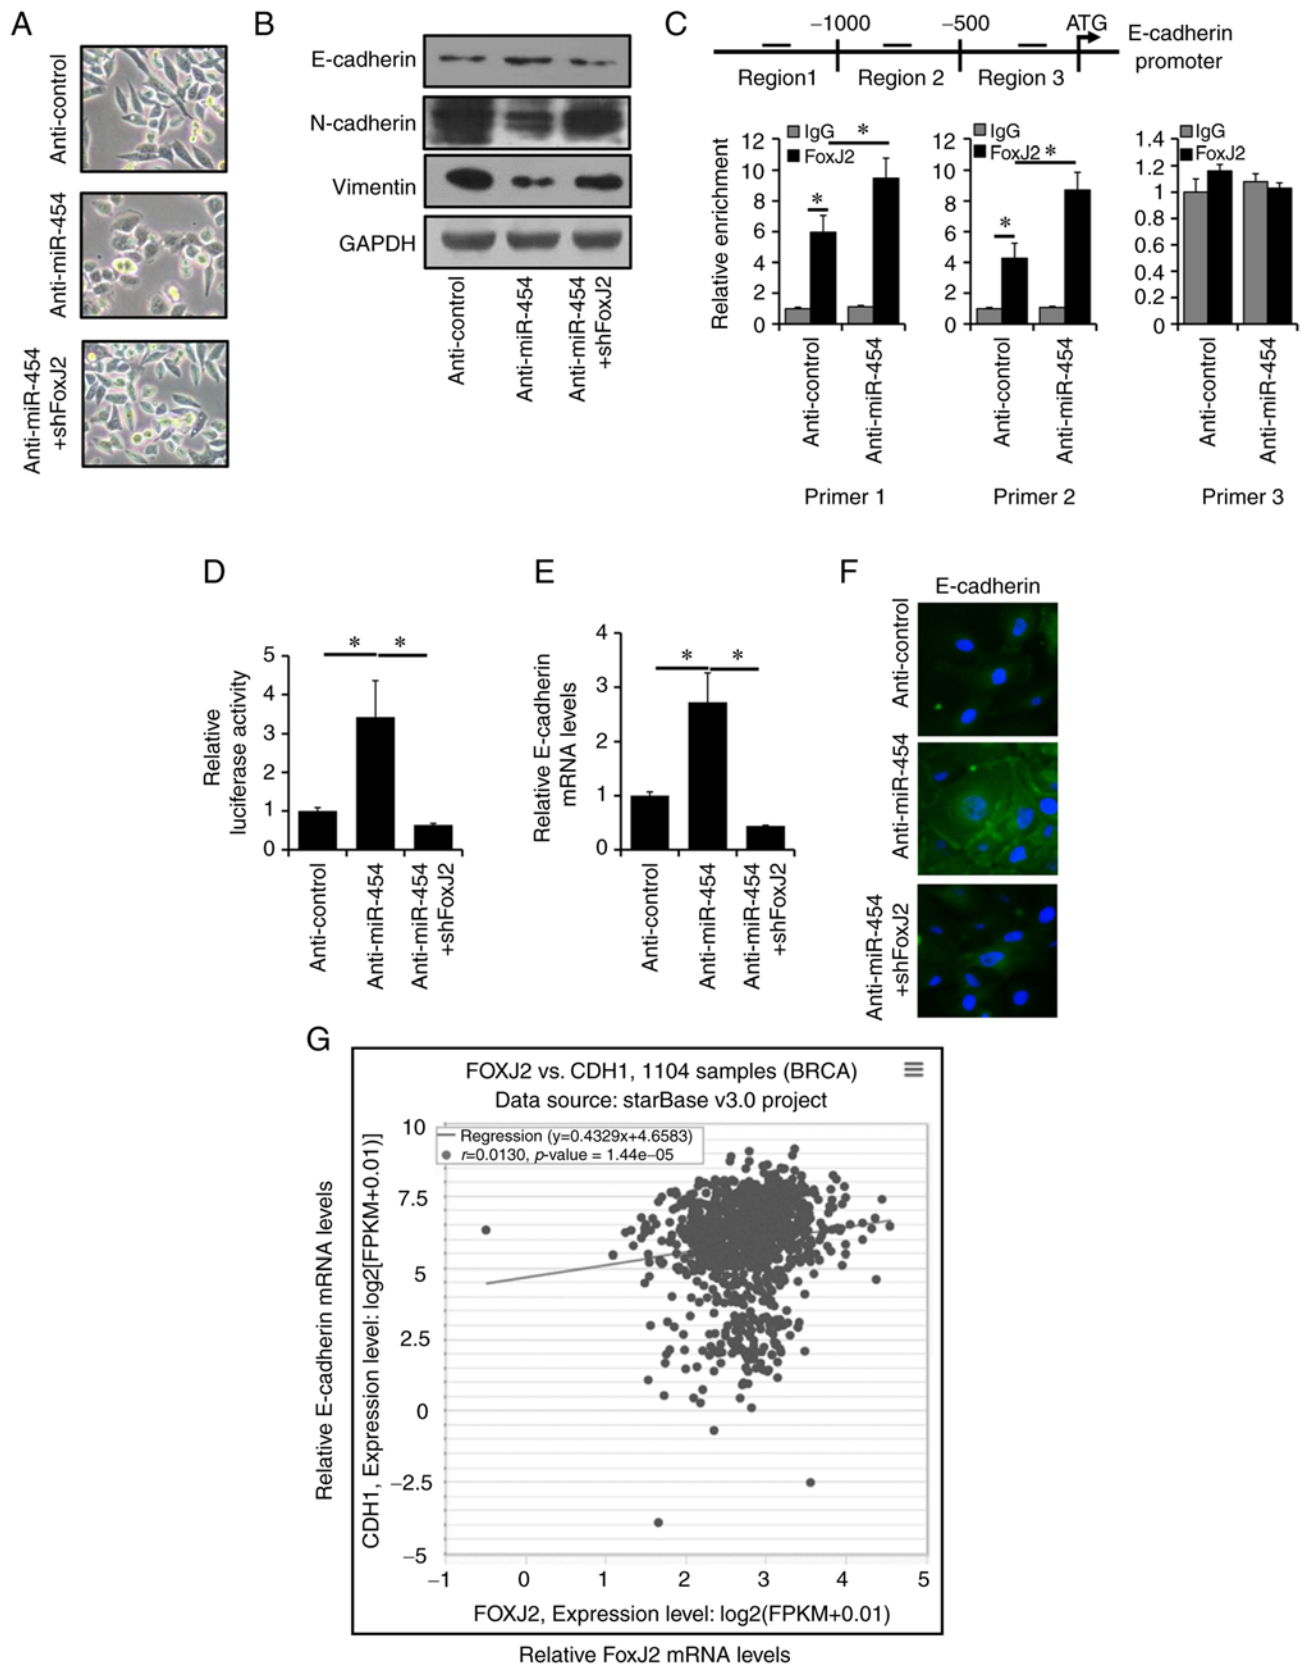 A
Anti-control
Anti-miR-454
Anti-miR-454
+shFoxJ2
B
E-cadherin
N-cadherin
Vimentin
GAPDH
Anti-control
Anti-miR-454
Anti-miR-454
+shFoxJ2
C
−1000
−500
ATG
E-cadherin
promoter
Region1
Region 2
Region 3
Relative enrichment
12
10
8
6
4
2
0
IgG
FoxJ2
*
*
Anti-control
Anti-miR-454
Primer 1
12
10
8
6
4
2
0
IgG
FoxJ2
*
*
Anti-control
Anti-miR-454
Primer 2
1.4
1.2
1
0.8
0.6
0.4
0.2
0
IgG
FoxJ2
Anti-control
Anti-miR-454
Primer 3
D
Relative
luciferase activity
5
4
3
2
1
0
*
*
Anti-control
Anti-miR-454
Anti-miR-454
+shFoxJ2
E
Relative E-cadherin
mRNA levels
4
3
2
1
0
*
*
Anti-control
Anti-miR-454
Anti-miR-454
+shFoxJ2
F
E-cadherin
Anti-control
Anti-miR-454
Anti-miR-454
+shFoxJ2
G
FOXJ2 vs. CDH1, 1104 samples (BRCA)
Data source: starBase v3.0 project
Regression (y=0.4329x+4.6583)
r=0.0130, p-value = 1.44e−05
Relative E-cadherin mRNA levels
CDH1, Expression level: log2[FPKM+0.01)]
10
7.5
5
2.5
0
−2.5
−5
−1
0
1
2
3
4
5
FOXJ2, Expression level: log2(FPKM+0.01)
Relative FoxJ2 mRNA levels